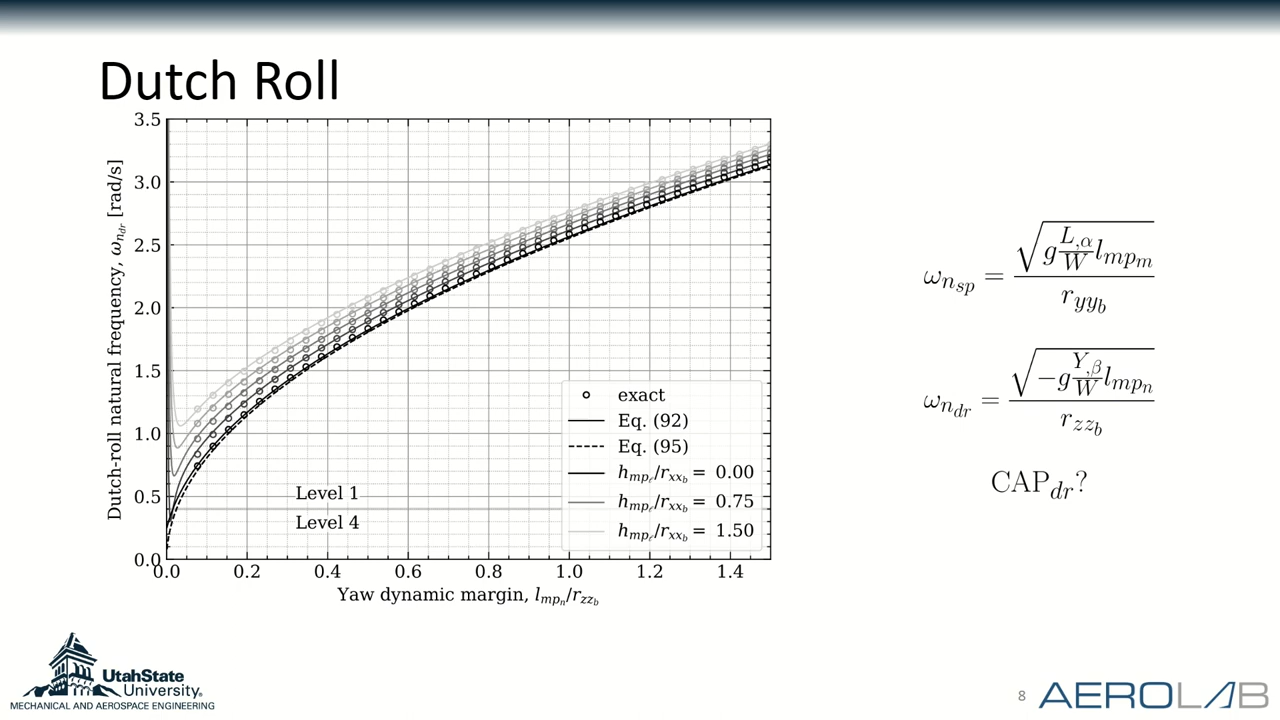 Dutch Roll
3.5
3.0
2.5
2.0
1.5
1.0
0.5
0.0
Dutch-roll natural frequency, ω_{n_{dr}} [rad/s]
Level 1
Level 4
exact
Eq. (92)
Eq. (95)
h_{mp_ℓ}/r_{xx_b} = 0.00
h_{mp_ℓ}/r_{xx_b} = 0.75
h_{mp_ℓ}/r_{xx_b} = 1.50
0.0 0.2 0.4 0.6 0.8 1.0 1.2 1.4
Yaw dynamic margin, l_{mp_n}/r_{zz_b}
ω_{n_{sp}} = √(g L_{,α}/W l_{mp_m}) / r_{yy_b}
ω_{n_{dr}} = √(−g Y_{,β}/W l_{mp_n}) / r_{zz_b}
CAP_{dr}?
UtahState
University.
MECHANICAL AND AEROSPACE ENGINEERING
8
AEROLAB